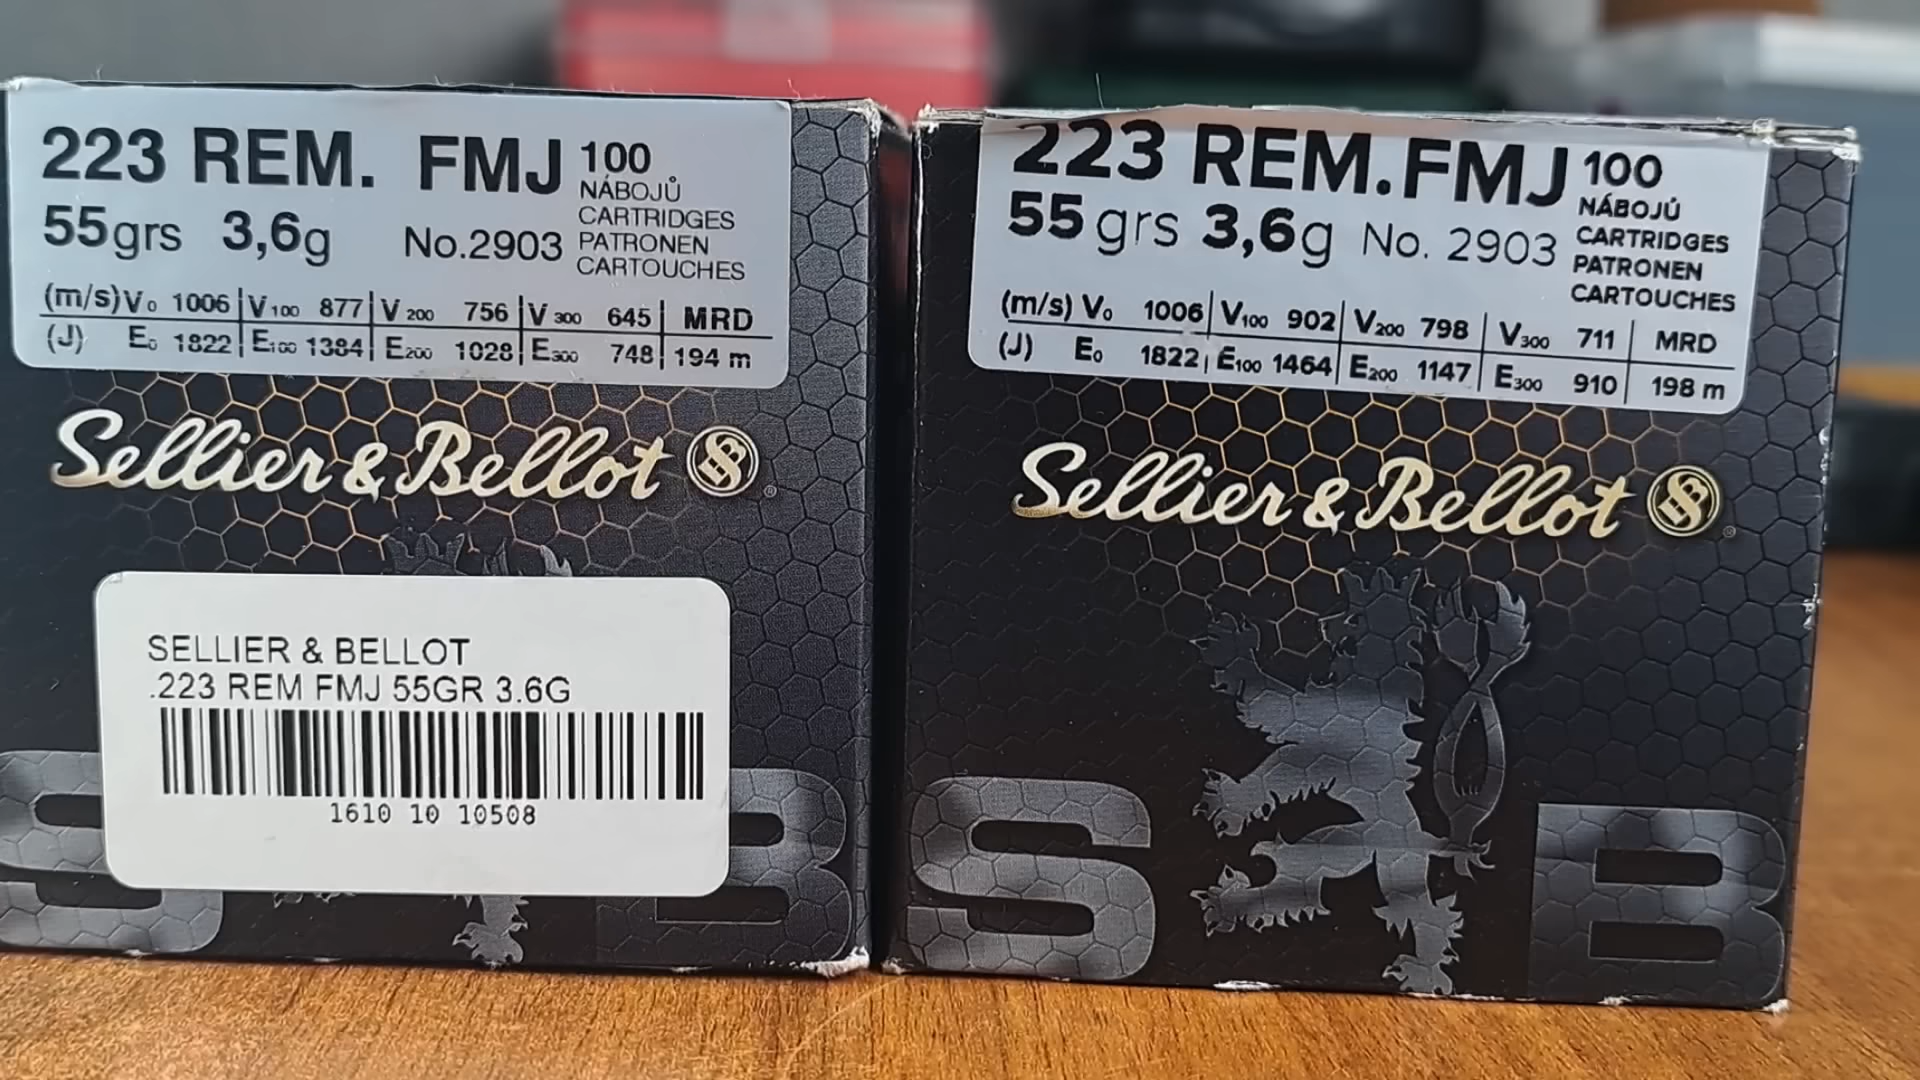 223 REM. FMJ 100
NÁBOJŮ
CARTRIDGES
PATRONEN
CARTOUCHES
55grs 3,6g No.2903
(m/s) V0 1006 V100 877 V200 756 V300 645 MRD
(J) E0 1822 E100 1384 E200 1028 E300 748 194 m
Sellier & Bellot SB ®
SELLIER & BELLOT
.223 REM FMJ 55GR 3.6G
1610 10 10508
S B
223 REM. FMJ 100
NÁBOJŮ
CARTRIDGES
PATRONEN
CARTOUCHES
55 grs 3,6g No. 2903
(m/s) V0 1006 V100 902 V200 798 V300 711 MRD
(J) E0 1822 E100 1464 E200 1147 E300 910 198 m
Sellier & Bellot SB ®
S B